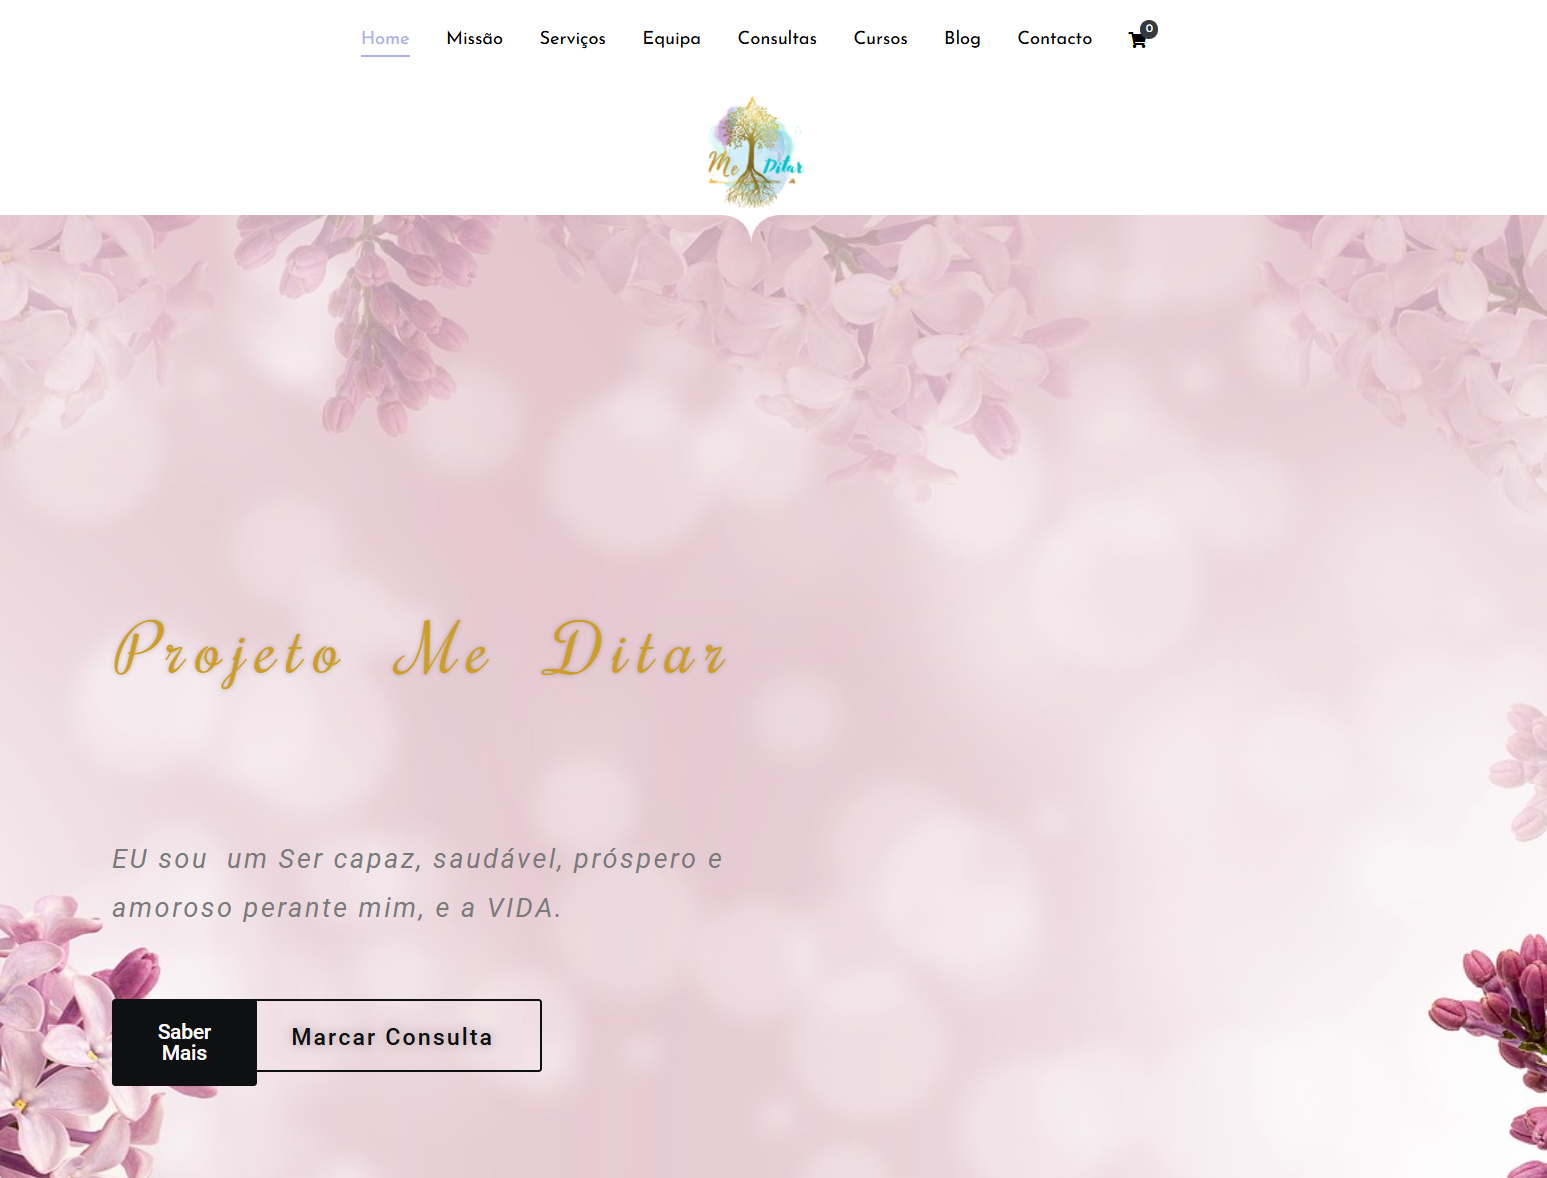 Home Missão Serviços Equipa Consultas Cursos Blog Contacto 0
Me Ditar
Projeto Me Ditar
EU sou um Ser capaz, saudável, próspero e
amoroso perante mim, e a VIDA.
Saber
Mais
Marcar Consulta